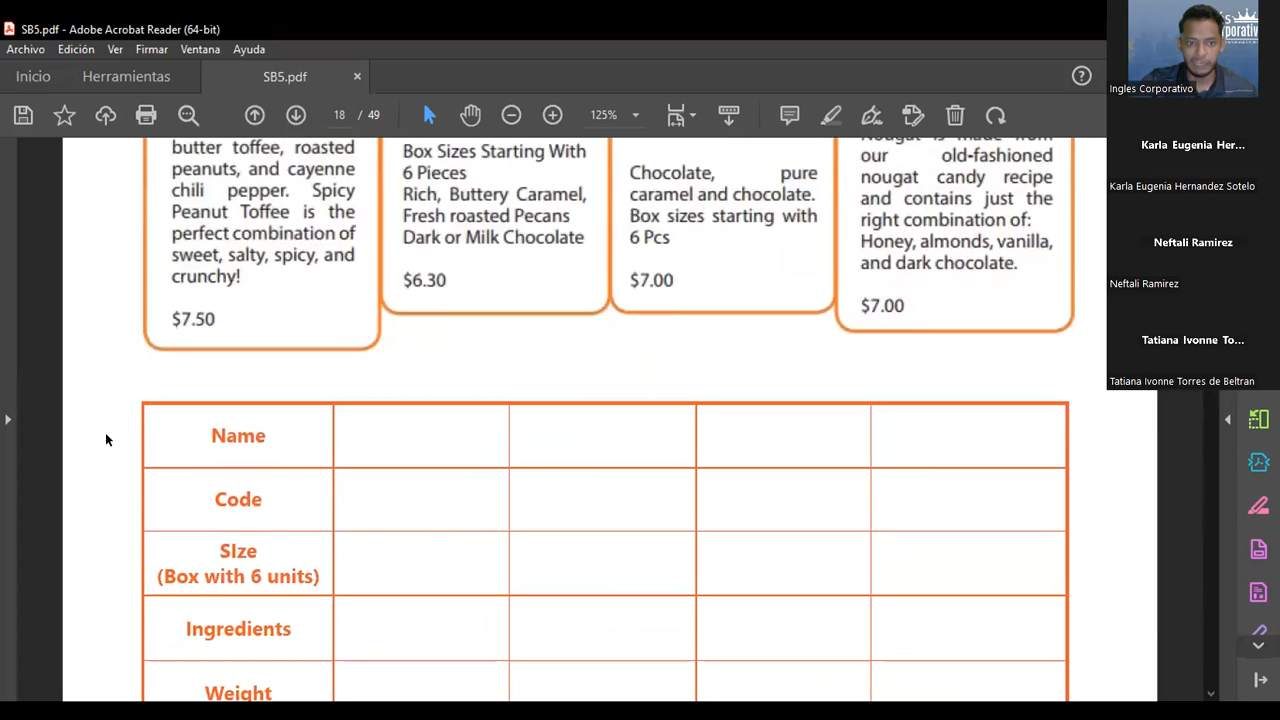 SB5.pdf - Adobe Acrobat Reader (64-bit)
Archivo Edición Ver Firmar Ventana Ayuda
Inicio Herramientas SB5.pdf ×
18 / 49 125%
butter toffee, roasted
peanuts, and cayenne
chili pepper. Spicy
Peanut Toffee is the
perfect combination of
sweet, salty, spicy, and
crunchy!
$7.50
Box Sizes Starting With
6 Pieces
Rich, Buttery Caramel,
Fresh roasted Pecans
Dark or Milk Chocolate
$6.30
Chocolate, pure
caramel and chocolate.
Box sizes starting with
6 Pcs
$7.00
Nougat is made from
our old-fashioned
nougat candy recipe
and contains just the
right combination of:
Honey, almonds, vanilla,
and dark chocolate.
$7.00
Name
Code
SIze
(Box with 6 units)
Ingredients
Weight
Ingles Corporativo
Karla Eugenia Her...
Karla Eugenia Hernandez Sotelo
Neftali Ramirez
Neftali Ramirez
Tatiana Ivonne To...
Tatiana Ivonne Torres de Beltran